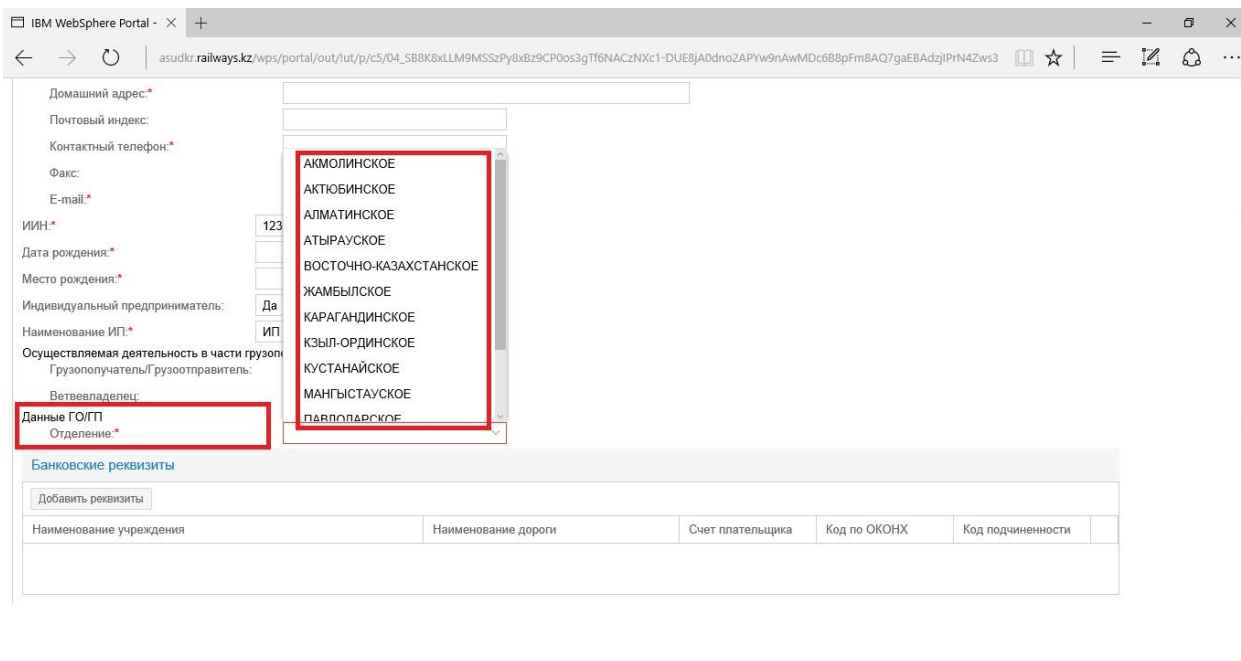 IBM WebSphere Portal -
asudkr.railways.kz/wps/portal/out/!ut/p/c5/04_SB8K8xLLM9MSSzPy8xBz9CP0os3gTf6NACzNXc1-DUE8jA0dno2APYw9nAwMDc6B8pFm8AQ7gaEBAdzjIPrN4Zws3
Домашний адрес:*
Почтовый индекс:
Контактный телефон:*
Факс:
E-mail:*
ИИН:* 123
Дата рождения:*
Место рождения:*
Индивидуальный предприниматель: Да
Наименование ИП:* ИП
Осуществляемая деятельность в части грузоп
Грузополучатель/Грузоотправитель:
Ветвевладелец:
Данные ГО/ГП
Отделение:*
АКМОЛИНСКОЕ
АКТЮБИНСКОЕ
АЛМАТИНСКОЕ
АТЫРАУСКОЕ
ВОСТОЧНО-КАЗАХСТАНСКОЕ
ЖАМБЫЛСКОЕ
КАРАГАНДИНСКОЕ
КЗЫЛ-ОРДИНСКОЕ
КУСТАНАЙСКОЕ
МАНГЫСТАУСКОЕ
ПАВЛОДАРСКОЕ
Банковские реквизиты
Добавить реквизиты
Наименование учреждения Наименование дороги Счет плательщика Код по ОКОНХ Код подчиненности